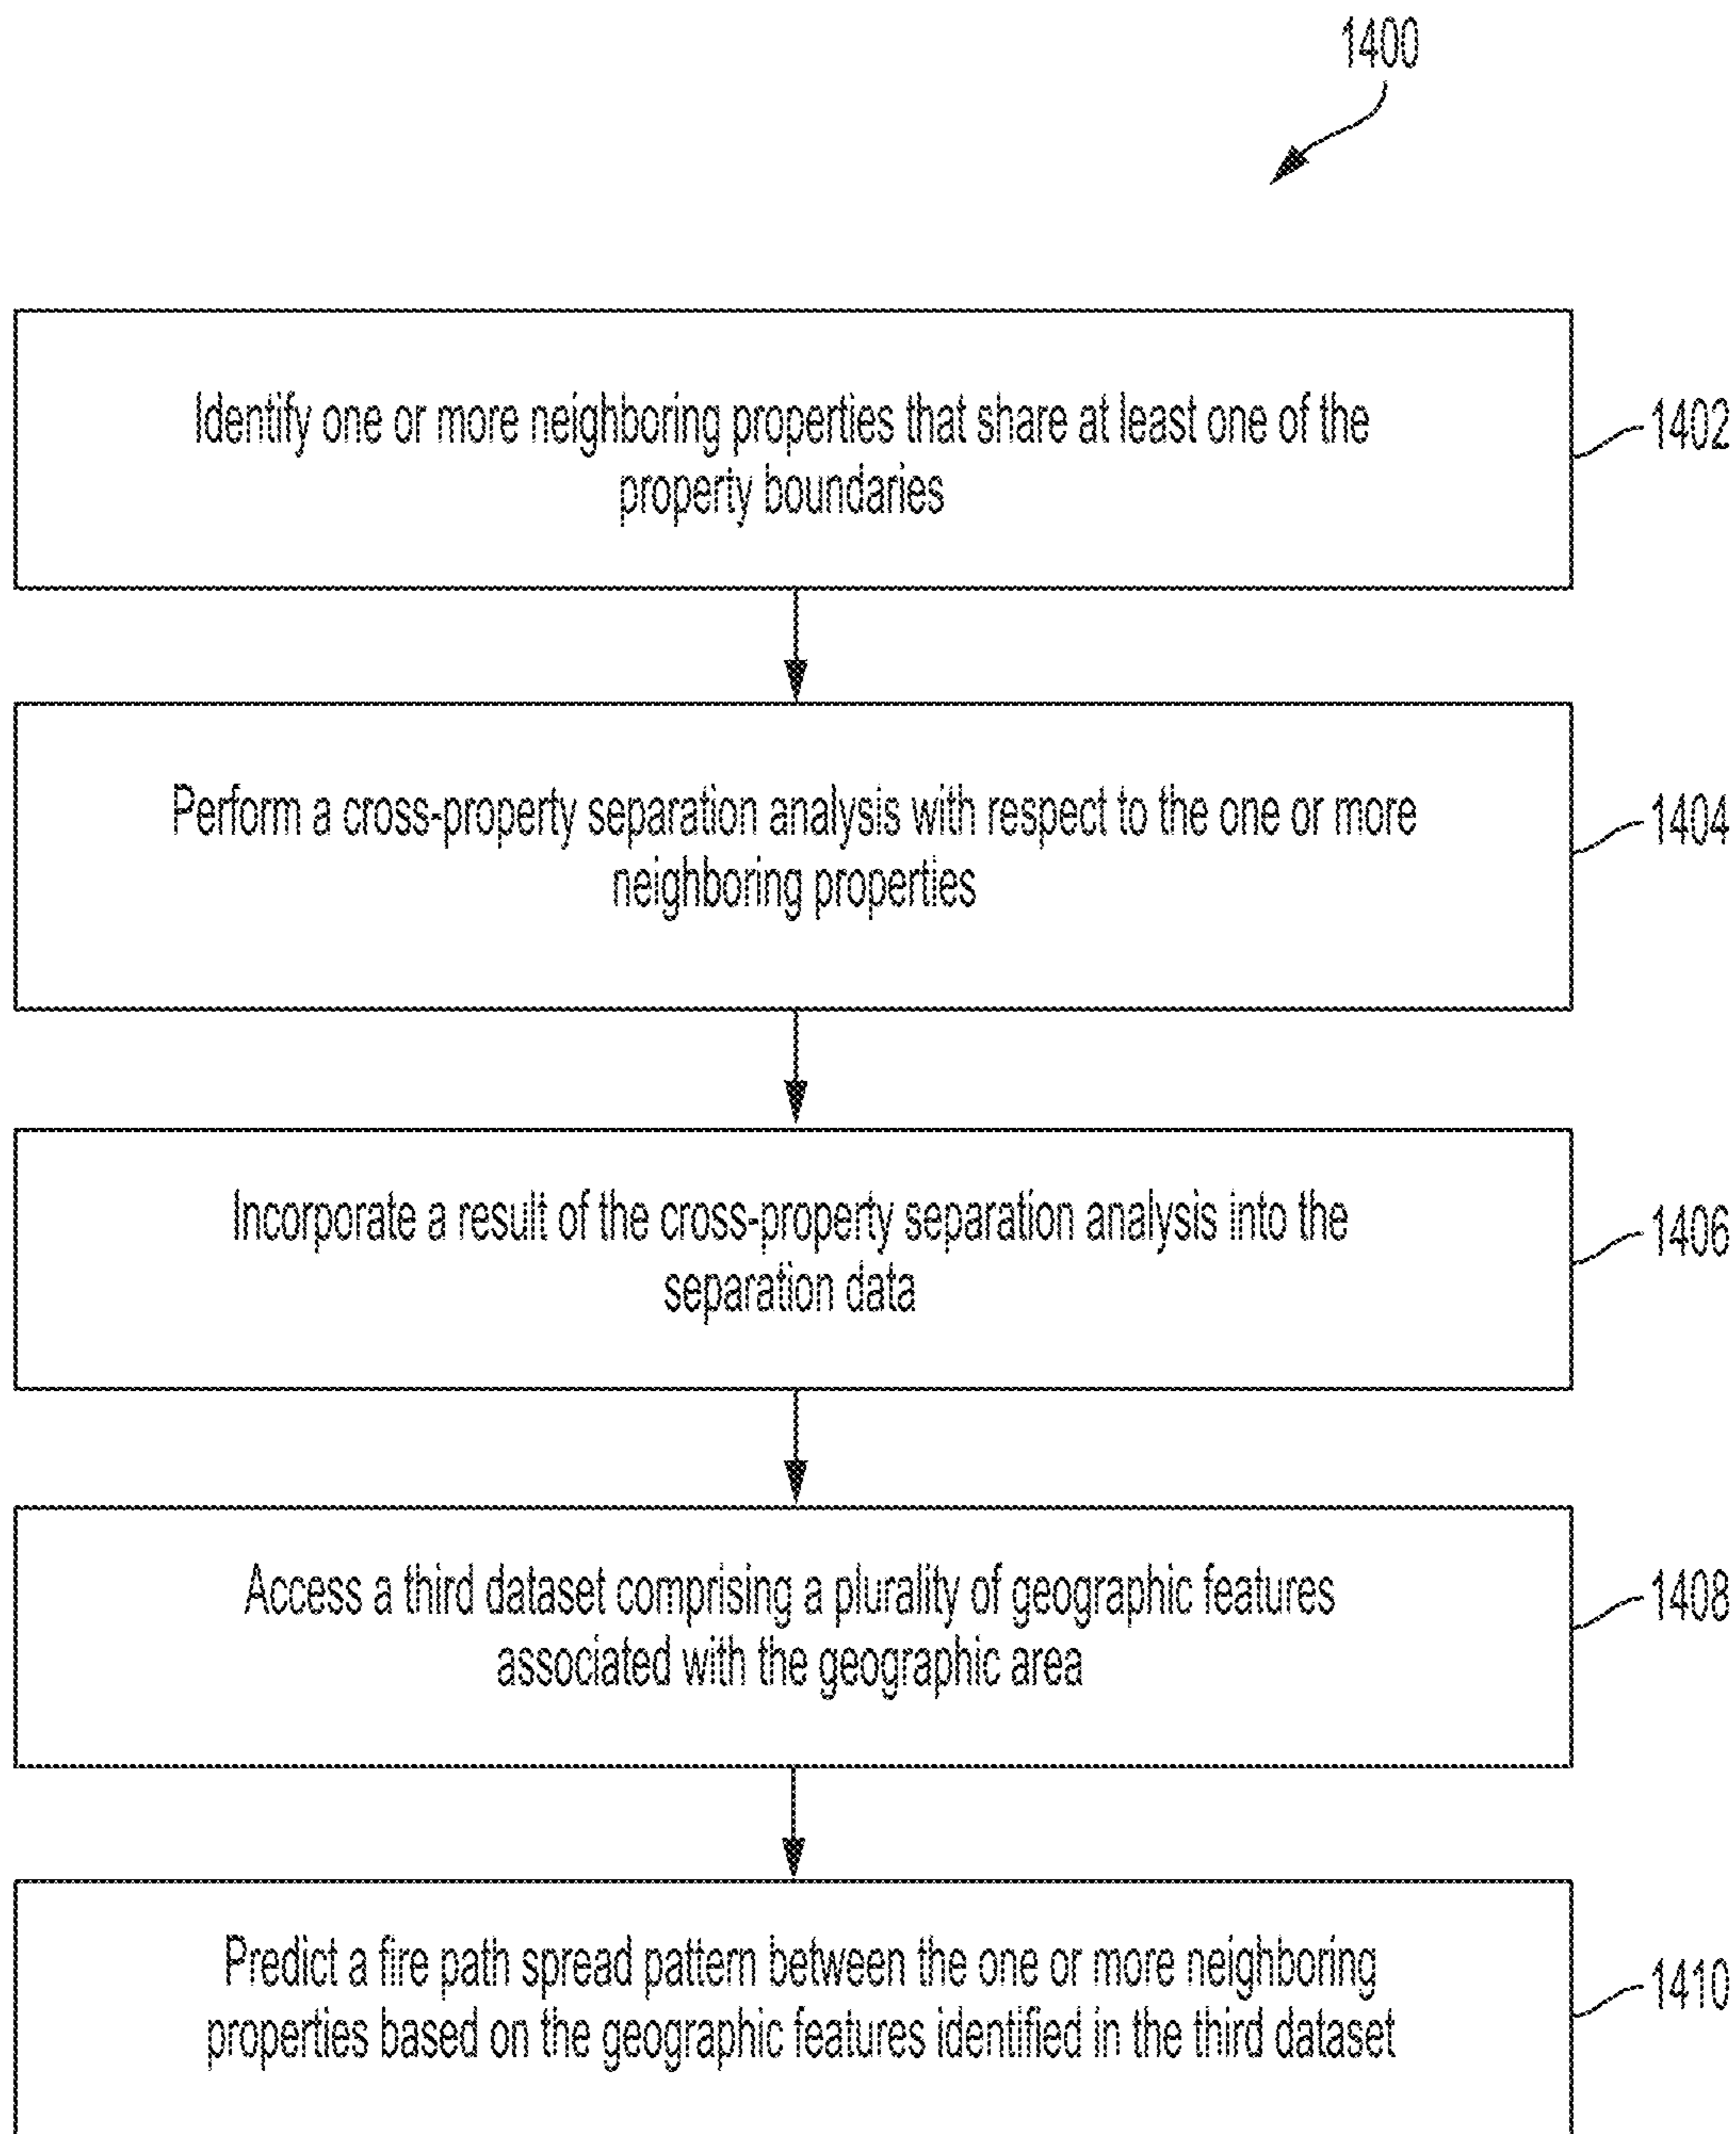 1400
Identify one or more neighboring properties that share at least one of the
property boundaries
1402
Perform a cross-property separation analysis with respect to the one or more
neighboring properties
1404
Incorporate a result of the cross-property separation analysis into the
separation data
1406
Access a third dataset comprising a plurality of geographic features
associated with the geographic area
1408
Predict a fire path spread pattern between the one or more neighboring
properties based on the geographic features identified in the third dataset
1410